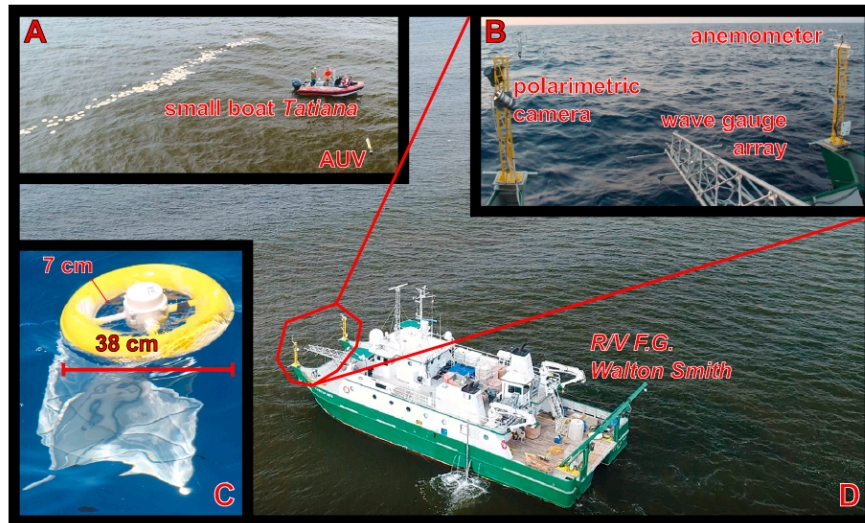 A
small boat Tatiana
AUV
B
anemometer
polarimetric
camera
wave gauge
array
7 cm
38 cm
C
R/V F.G.
Walton Smith
D